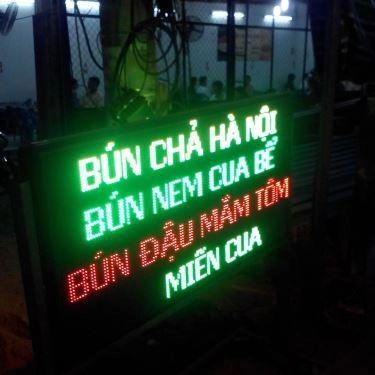 BÚN CHẢ HÀ NỘI
BÚN NEM CUA BỂ
BÚN ĐẬU MẮM TÔM
MIẾN CUA